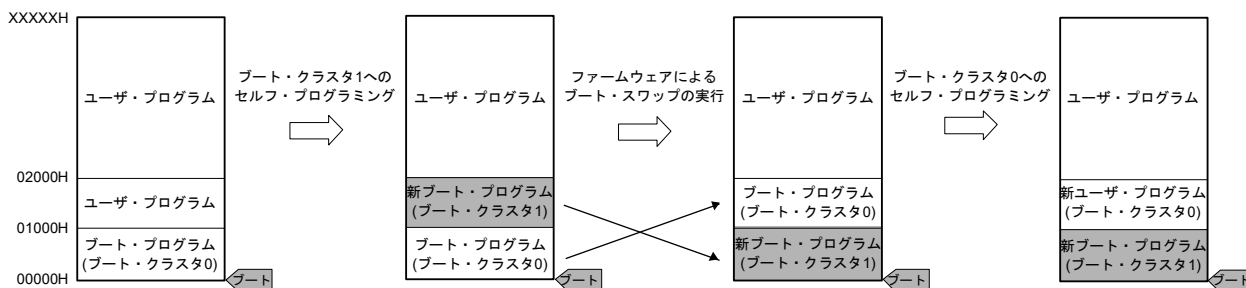 XXXXXH
ユーザ・プログラム
02000H
ユーザ・プログラム
01000H
ブート・プログラム
(ブート・クラスタ0)
00000H
ブート
ブート・クラスタ1への
セルフ・プログラミング
ユーザ・プログラム
新ブート・プログラム
(ブート・クラスタ1)
ブート・プログラム
(ブート・クラスタ0)
ブート
ファームウェアによる
ブート・スワップの実行
ユーザ・プログラム
ブート・プログラム
(ブート・クラスタ0)
新ブート・プログラム
(ブート・クラスタ1)
ブート
ブート・クラスタ0への
セルフ・プログラミング
ユーザ・プログラム
新ユーザ・プログラム
(ブート・クラスタ0)
新ブート・プログラム
(ブート・クラスタ1)
ブート